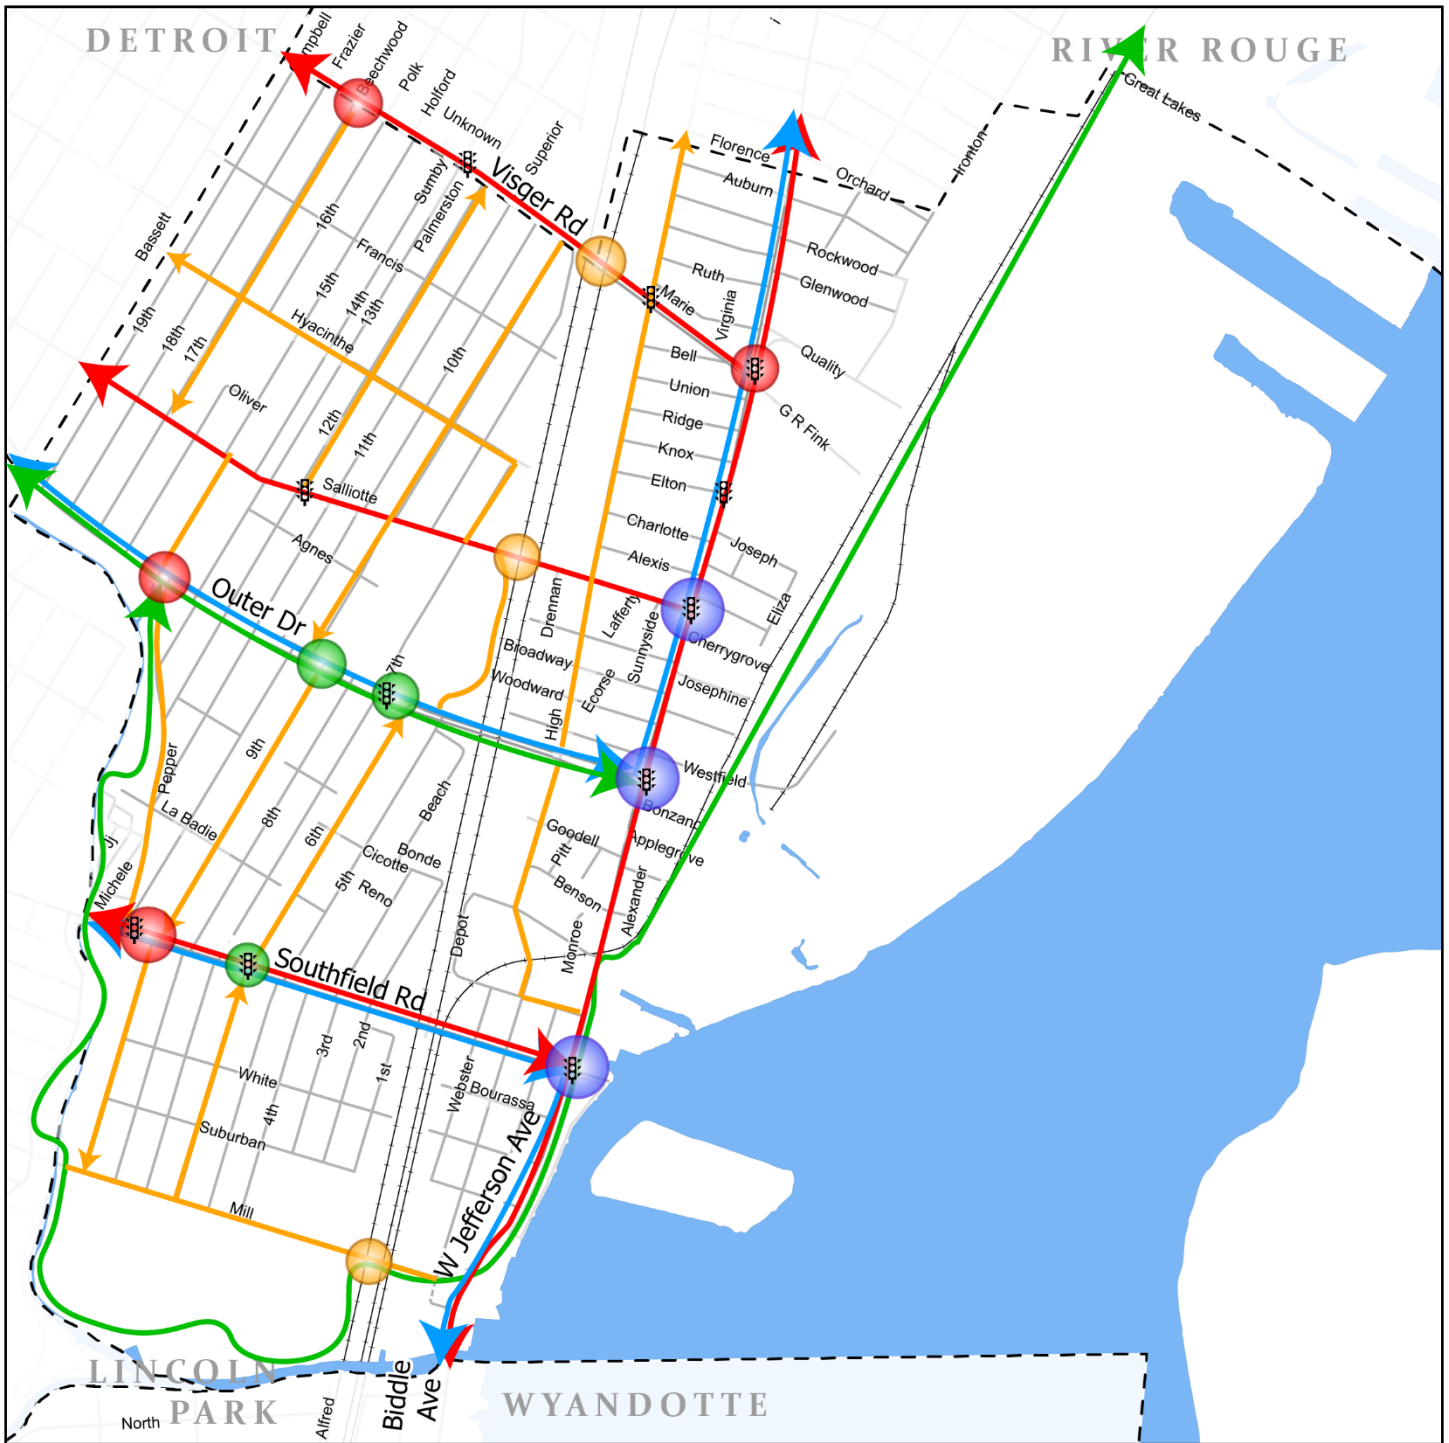 DETROIT
RIVER ROUGE
Frazier
Beechwood
Polk
Holford
Unknown
Superior
Great Lakes
Florence
Orchard
Ironton
Auburn
Sumby
Palmerston
Visger Rd
16th
Francis
Bassett
Rockwood
Ruth
Glenwood
15th
14th
13th
Marie
Virginia
19th
18th
17th
Hyacinthe
10th
Bell
Quality
Union
Oliver
Ridge
G R Fink
12th
11th
Knox
Elton
Salliotte
Charlotte
Joseph
Agnes
Alexis
Outer Dr
Drennan
Lafferty
Eliza
Sunnyside
Cherrygrove
Broadway
7th
Woodward
Ecorse
Josephine
High
9th
Pepper
Westfield
Beach
Bonzano
La Badie
8th
6th
Goodell
Applegrove
Jj
Bonde
Cicotte
Pitt
Michele
5th
Reno
Benson
Alexander
Depot
Monroe
Southfield Rd
3rd
2nd
1st
White
Webster
Bourassa
4th
Suburban
W Jefferson Ave
Mill
LINCOLN
PARK
North
Alfred
Biddle
Ave
WYANDOTTE